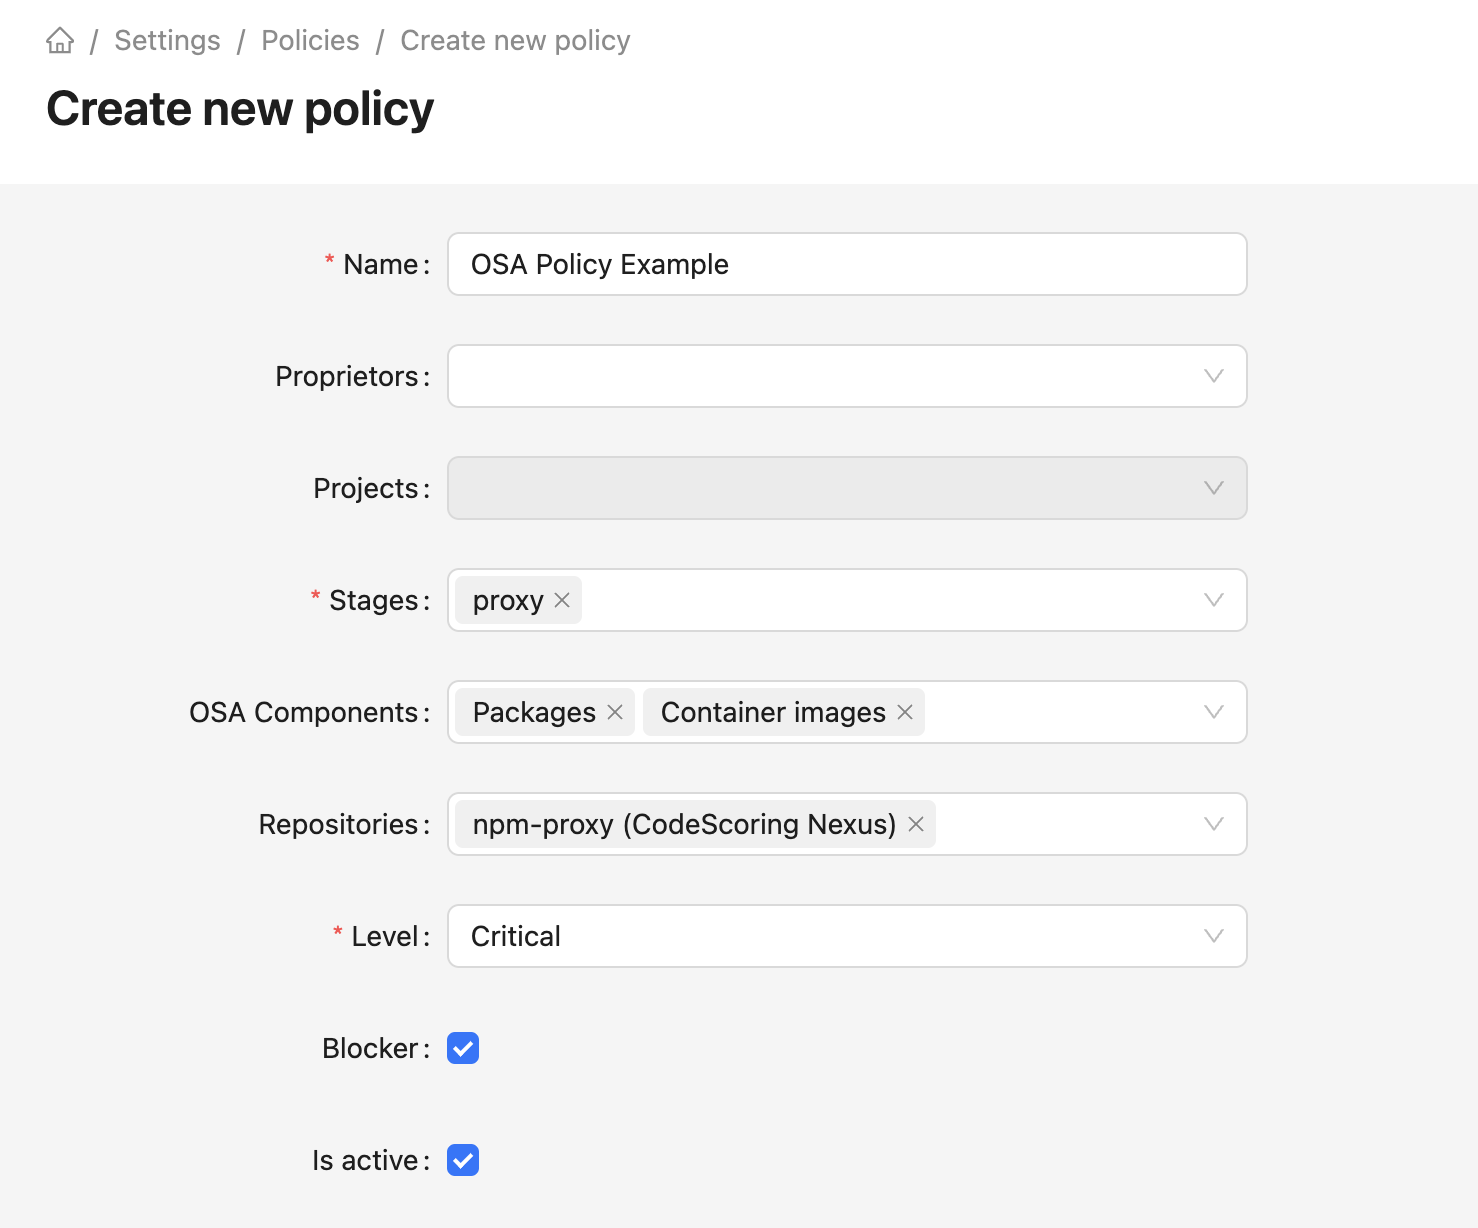 / Settings / Policies / Create new policy
Create new policy
* Name: OSA Policy Example
Proprietors:
Projects:
* Stages: proxy
OSA Components: Packages Container images
Repositories: npm-proxy (CodeScoring Nexus)
* Level: Critical
Blocker:
Is active: